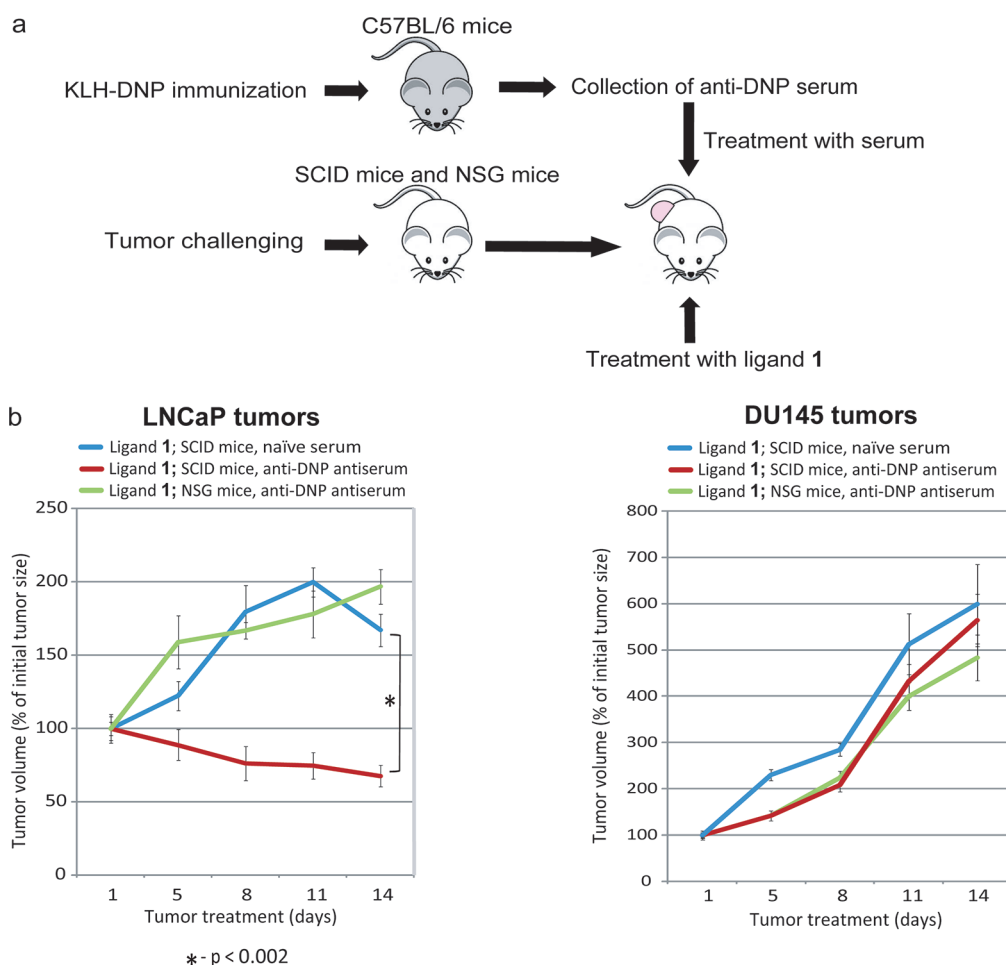 a
C57BL/6 mice
KLH-DNP immunization
Collection of anti-DNP serum
Treatment with serum
SCID mice and NSG mice
Tumor challenging
Treatment with ligand 1
b
LNCaP tumors
Ligand 1; SCID mice, naïve serum
Ligand 1; SCID mice, anti-DNP antiserum
Ligand 1; NSG mice, anti-DNP antiserum
Tumor volume (% of initial tumor size)
250
200
150
100
50
0
*
1 5 8 11 14
Tumor treatment (days)
*- p < 0.002
DU145 tumors
Ligand 1; SCID mice, naïve serum
Ligand 1; SCID mice, anti-DNP antiserum
Ligand 1; NSG mice, anti-DNP antiserum
Tumor volume (% of initial tumor size)
800
700
600
500
400
300
200
100
0
1 5 8 11 14
Tumor treatment (days)